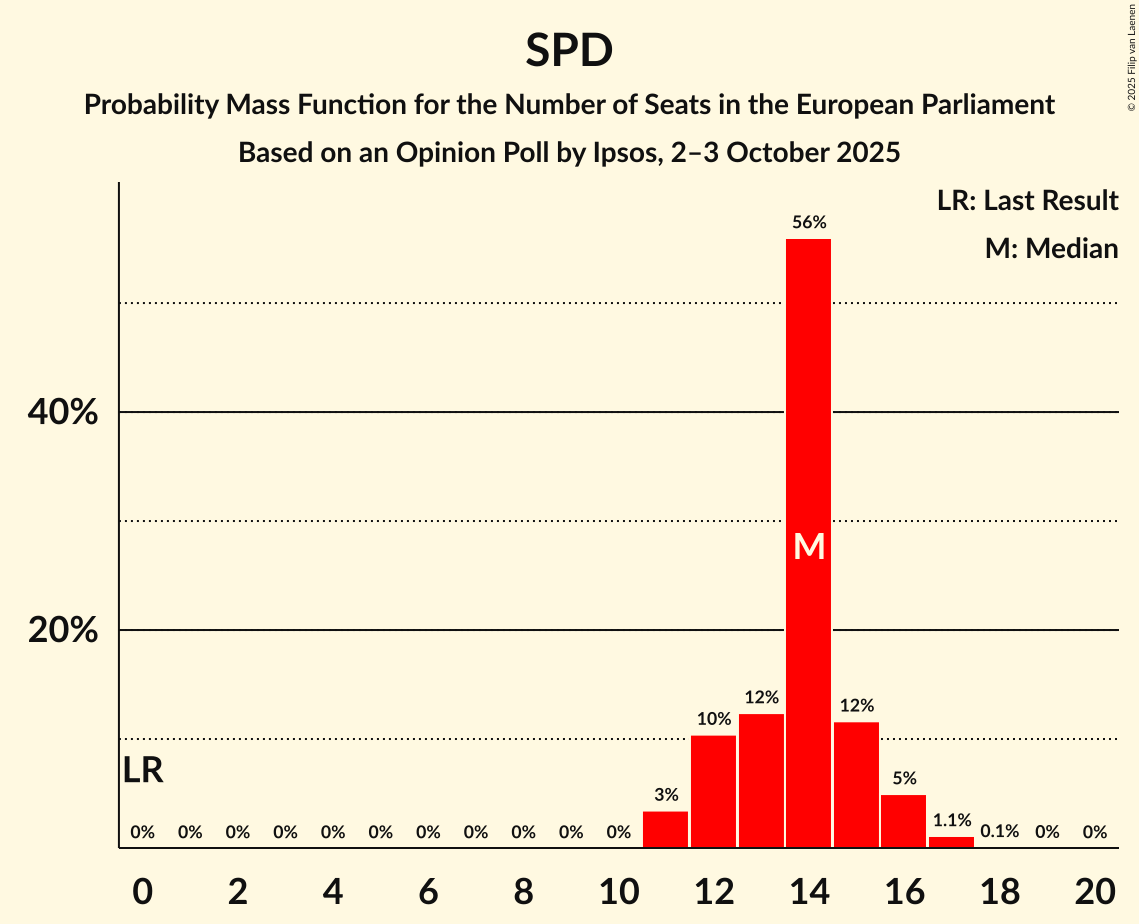 SPD
Probability Mass Function for the Number of Seats in the European Parliament
Based on an Opinion Poll by Ipsos, 2–3 October 2025
© 2025 Filip van Laenen
LR: Last Result
M: Median
56%
40%
M
20%
12%
12%
10%
LR
5%
3%
1.1%
0% 0% 0% 0% 0% 0% 0% 0% 0% 0% 0% 0.1% 0% 0%
0 2 4 6 8 10 12 14 16 18 20